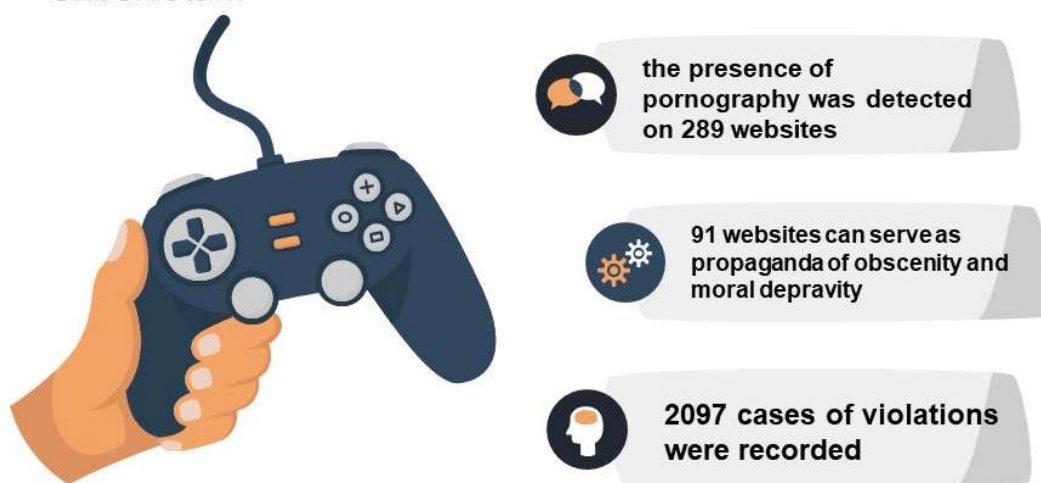 the presence of
pornography was detected
on 289 websites
91 websites can serve as
propaganda of obscenity and
moral depravity
2097 cases of violations
were recorded